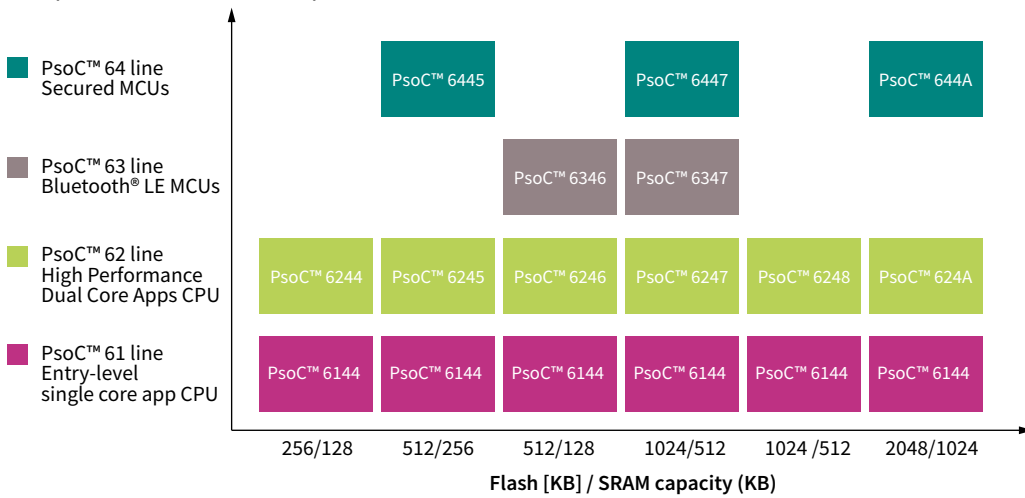 PsoC™ 64 line
Secured MCUs
PsoC™ 6445
PsoC™ 6447
PsoC™ 644A
PsoC™ 63 line
Bluetooth® LE MCUs
PsoC™ 6346
PsoC™ 6347
PsoC™ 62 line
High Performance
Dual Core Apps CPU
PsoC™ 6244
PsoC™ 6245
PsoC™ 6246
PsoC™ 6247
PsoC™ 6248
PsoC™ 624A
PsoC™ 61 line
Entry-level
single core app CPU
PsoC™ 6144
PsoC™ 6144
PsoC™ 6144
PsoC™ 6144
PsoC™ 6144
PsoC™ 6144
256/128
512/256
512/128
1024/512
1024 /512
2048/1024
Flash [KB] / SRAM capacity (KB)